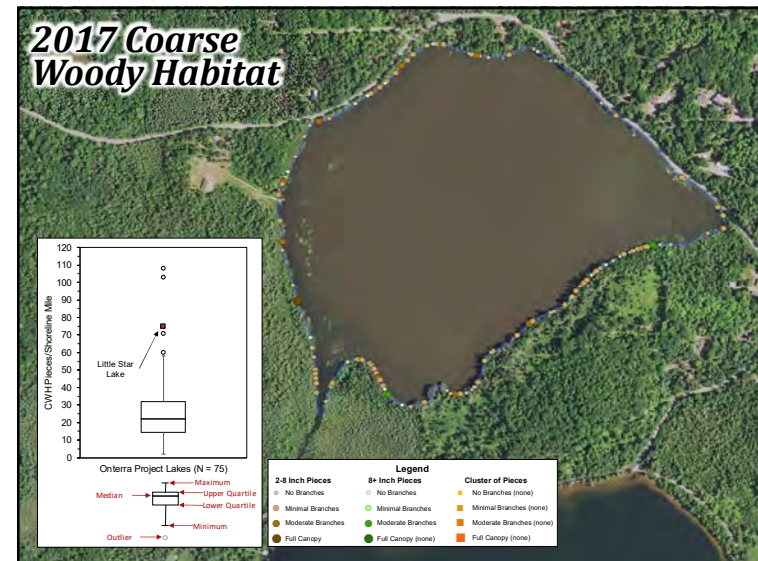 2017 Coarse
Woody Habitat
120
110
100
90
80
70
60
50
40
30
20
10
0
CWH Pieces/Shoreline Mile
Little Star
Lake
Onterra Project Lakes (N = 75)
Maximum
Median
Upper Quartile
Lower Quartile
Minimum
Outlier
Legend
2-8 Inch Pieces
No Branches
Minimal Branches
Moderate Branches
Full Canopy
8+ Inch Pieces
No Branches
Minimal Branches
Moderate Branches
Full Canopy (none)
Cluster of Pieces
No Branches (none)
Minimal Branches (none)
Moderate Branches (none)
Full Canopy (none)